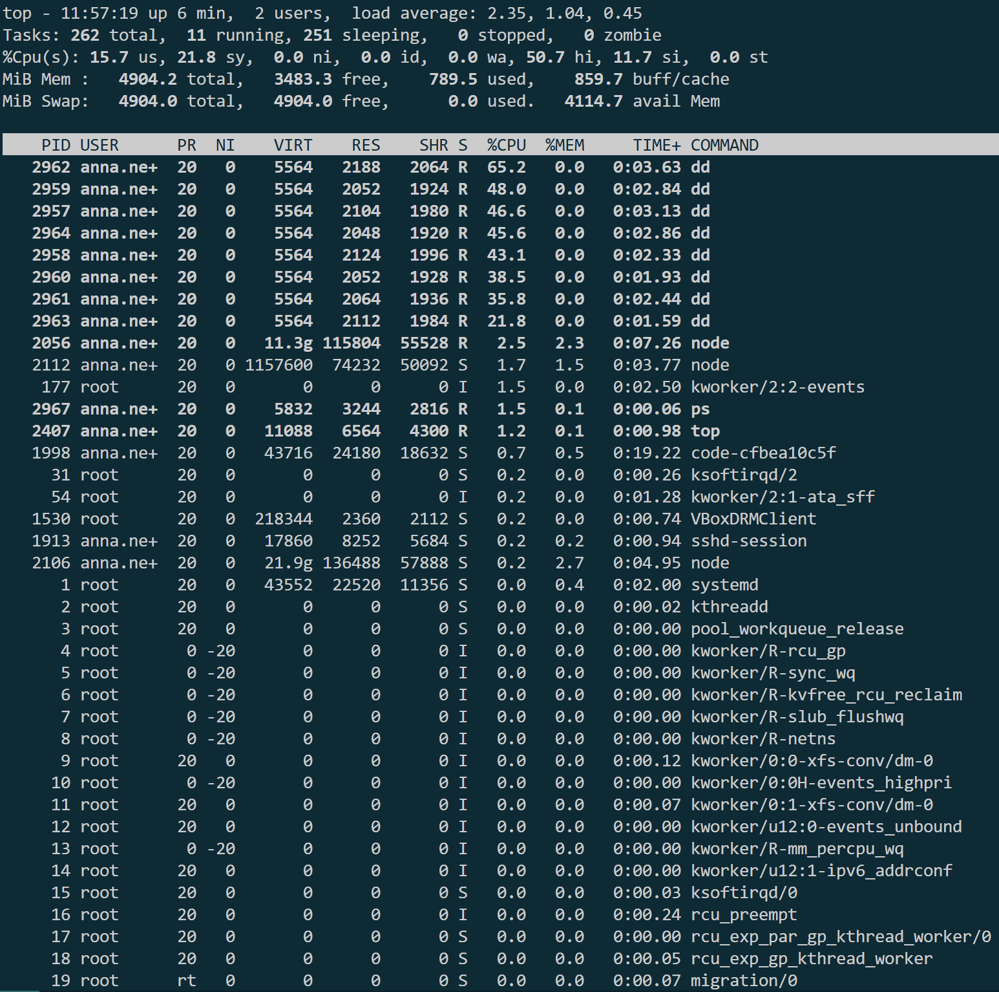 top - 11:57:19 up 6 min,  2 users,  load average: 2.35, 1.04, 0.45
Tasks: 262 total,  11 running, 251 sleeping,   0 stopped,   0 zombie
%Cpu(s): 15.7 us, 21.8 sy,  0.0 ni,  0.0 id,  0.0 wa, 50.7 hi, 11.7 si,  0.0 st
MiB Mem :   4904.2 total,   3483.3 free,    789.5 used,    859.7 buff/cache
MiB Swap:   4904.0 total,   4904.0 free,      0.0 used.   4114.7 avail Mem
PID USER      PR  NI    VIRT    RES    SHR S  %CPU  %MEM     TIME+ COMMAND
2962 anna.ne+  20   0    5564   2188   2064 R  65.2   0.0   0:03.63 dd
2959 anna.ne+  20   0    5564   2052   1924 R  48.0   0.0   0:02.84 dd
2957 anna.ne+  20   0    5564   2104   1980 R  46.6   0.0   0:03.13 dd
2964 anna.ne+  20   0    5564   2048   1920 R  45.6   0.0   0:02.86 dd
2958 anna.ne+  20   0    5564   2124   1996 R  43.1   0.0   0:02.33 dd
2960 anna.ne+  20   0    5564   2052   1928 R  38.5   0.0   0:01.93 dd
2961 anna.ne+  20   0    5564   2064   1936 R  35.8   0.0   0:02.44 dd
2963 anna.ne+  20   0    5564   2112   1984 R  21.8   0.0   0:01.59 dd
2056 anna.ne+  20   0   11.3g 115804  55528 R   2.5   2.3   0:07.26 node
2112 anna.ne+  20   0 1157600  74232  50092 S   1.7   1.5   0:03.77 node
177 root      20   0       0      0      0 I   1.5   0.0   0:02.50 kworker/2:2-events
2967 anna.ne+  20   0    5832   3244   2816 R   1.5   0.1   0:00.06 ps
2407 anna.ne+  20   0   11088   6564   4300 R   1.2   0.1   0:00.98 top
1998 anna.ne+  20   0   43716  24180  18632 S   0.7   0.5   0:19.22 code-cfbea10c5f
31 root      20   0       0      0      0 S   0.2   0.0   0:00.26 ksoftirqd/2
54 root      20   0       0      0      0 I   0.2   0.0   0:01.28 kworker/2:1-ata_sff
1530 root      20   0  218344   2360   2112 S   0.2   0.0   0:00.74 VBoxDRMClient
1913 anna.ne+  20   0   17860   8252   5684 S   0.2   0.2   0:00.94 sshd-session
2106 anna.ne+  20   0   21.9g 136488  57888 S   0.2   2.7   0:04.95 node
1 root      20   0   43552  22520  11356 S   0.0   0.4   0:02.00 systemd
2 root      20   0       0      0      0 S   0.0   0.0   0:00.02 kthreadd
3 root      20   0       0      0      0 S   0.0   0.0   0:00.00 pool_workqueue_release
4 root       0 -20       0      0      0 I   0.0   0.0   0:00.00 kworker/R-rcu_gp
5 root       0 -20       0      0      0 I   0.0   0.0   0:00.00 kworker/R-sync_wq
6 root       0 -20       0      0      0 I   0.0   0.0   0:00.00 kworker/R-kvfree_rcu_reclaim
7 root       0 -20       0      0      0 I   0.0   0.0   0:00.00 kworker/R-slub_flushwq
8 root       0 -20       0      0      0 I   0.0   0.0   0:00.00 kworker/R-netns
9 root      20   0       0      0      0 I   0.0   0.0   0:00.12 kworker/0:0-xfs-conv/dm-0
10 root       0 -20       0      0      0 I   0.0   0.0   0:00.00 kworker/0:0H-events_highpri
11 root      20   0       0      0      0 I   0.0   0.0   0:00.07 kworker/0:1-xfs-conv/dm-0
12 root      20   0       0      0      0 I   0.0   0.0   0:00.00 kworker/u12:0-events_unbound
13 root       0 -20       0      0      0 I   0.0   0.0   0:00.00 kworker/R-mm_percpu_wq
14 root      20   0       0      0      0 I   0.0   0.0   0:00.00 kworker/u12:1-ipv6_addrconf
15 root      20   0       0      0      0 S   0.0   0.0   0:00.03 ksoftirqd/0
16 root      20   0       0      0      0 I   0.0   0.0   0:00.24 rcu_preempt
17 root      20   0       0      0      0 S   0.0   0.0   0:00.00 rcu_exp_par_gp_kthread_worker/0
18 root      20   0       0      0      0 S   0.0   0.0   0:00.05 rcu_exp_gp_kthread_worker
19 root      rt   0       0      0      0 S   0.0   0.0   0:00.07 migration/0